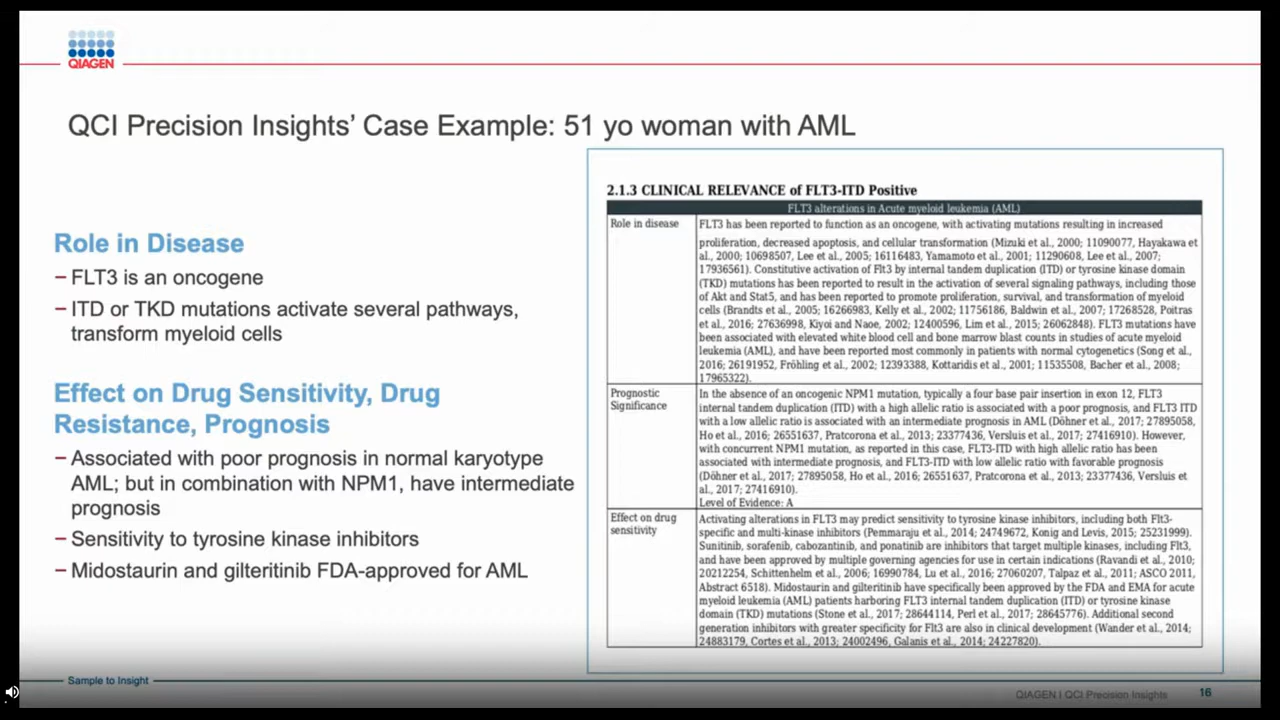 QIAGEN
QCI Precision Insights' Case Example: 51 yo woman with AML
Role in Disease
– FLT3 is an oncogene
– ITD or TKD mutations activate several pathways,
transform myeloid cells
Effect on Drug Sensitivity, Drug
Resistance, Prognosis
– Associated with poor prognosis in normal karyotype
AML; but in combination with NPM1, have intermediate
prognosis
– Sensitivity to tyrosine kinase inhibitors
– Midostaurin and gilteritinib FDA-approved for AML
2.1.3 CLINICAL RELEVANCE of FLT3-ITD Positive
FLT3 alterations in Acute myeloid leukemia (AML)
Role in disease
FLT3 has been reported to function as an oncogene, with activating mutations resulting in increased
proliferation, decreased apoptosis, and cellular transformation (Mizuki et al., 2000; 11090077, Hayakawa et
al., 2000; 10698507, Lee et al., 2005; 16116483, Yamamoto et al., 2001; 11290608, Lee et al., 2007;
17936561). Constitutive activation of Flt3 by internal tandem duplication (ITD) or tyrosine kinase domain
(TKD) mutations has been reported to result in the activation of several signaling pathways, including those
of Akt and Stat5, and has been reported to promote proliferation, survival, and transformation of myeloid
cells (Brandts et al., 2005; 16266983, Kelly et al., 2002; 11756186, Baldwin et al., 2007; 17268528, Poitras
et al., 2016; 27636998, Kiyoi and Naoe, 2002; 12400596, Lim et al., 2015; 26062848). FLT3 mutations have
been associated with elevated white blood cell and bone marrow blast counts in studies of acute myeloid
leukemia (AML), and have been reported most commonly in patients with normal cytogenetics (Song et al.,
2016; 26191952, Fröhling et al., 2002; 12393388, Kottaridis et al., 2001; 11535508, Bacher et al., 2008;
17965322).
Prognostic
Significance
In the absence of an oncogenic NPM1 mutation, typically a four base pair insertion in exon 12, FLT3
internal tandem duplication (ITD) with a high allelic ratio is associated with a poor prognosis, and FLT3 ITD
with a low allelic ratio is associated with an intermediate prognosis in AML (Döhner et al., 2017; 27895058,
Ho et al., 2016; 26551637, Pratcorona et al., 2013; 23377436, Versluis et al., 2017; 27416910). However,
with concurrent NPM1 mutation, as reported in this case, FLT3-ITD with high allelic ratio has been
associated with intermediate prognosis, and FLT3-ITD with low allelic ratio with favorable prognosis
(Döhner et al., 2017; 27895058, Ho et al., 2016; 26551637, Pratcorona et al., 2013; 23377436, Versluis et
al., 2017; 27416910).
Level of Evidence: A
Effect on drug
sensitivity
Activating alterations in FLT3 may predict sensitivity to tyrosine kinase inhibitors, including both Flt3-
specific and multi-kinase inhibitors (Pemmaraju et al., 2014; 24749672, Konig and Levis, 2015; 25231999).
Sunitinib, sorafenib, cabozantinib, and ponatinib are inhibitors that target multiple kinases, including Flt3,
and have been approved by multiple governing agencies for use in certain indications (Ravandi et al., 2010;
20212254, Schittenhelm et al., 2006; 16990784, Lu et al., 2016; 27060207, Talpaz et al., 2011; ASCO 2011,
Abstract 6518). Midostaurin and gilteritinib have specifically been approved by the FDA and EMA for acute
myeloid leukemia (AML) patients harboring FLT3 internal tandem duplication (ITD) or tyrosine kinase
domain (TKD) mutations (Stone et al., 2017; 28644114, Perl et al., 2017; 28645776). Additional second
generation inhibitors with greater specificity for Flt3 are also in clinical development (Wander et al., 2014;
24883179, Cortes et al., 2013; 24002496, Galanis et al., 2014; 24227820).
Sample to Insight
QIAGEN | QCI Precision Insights
16